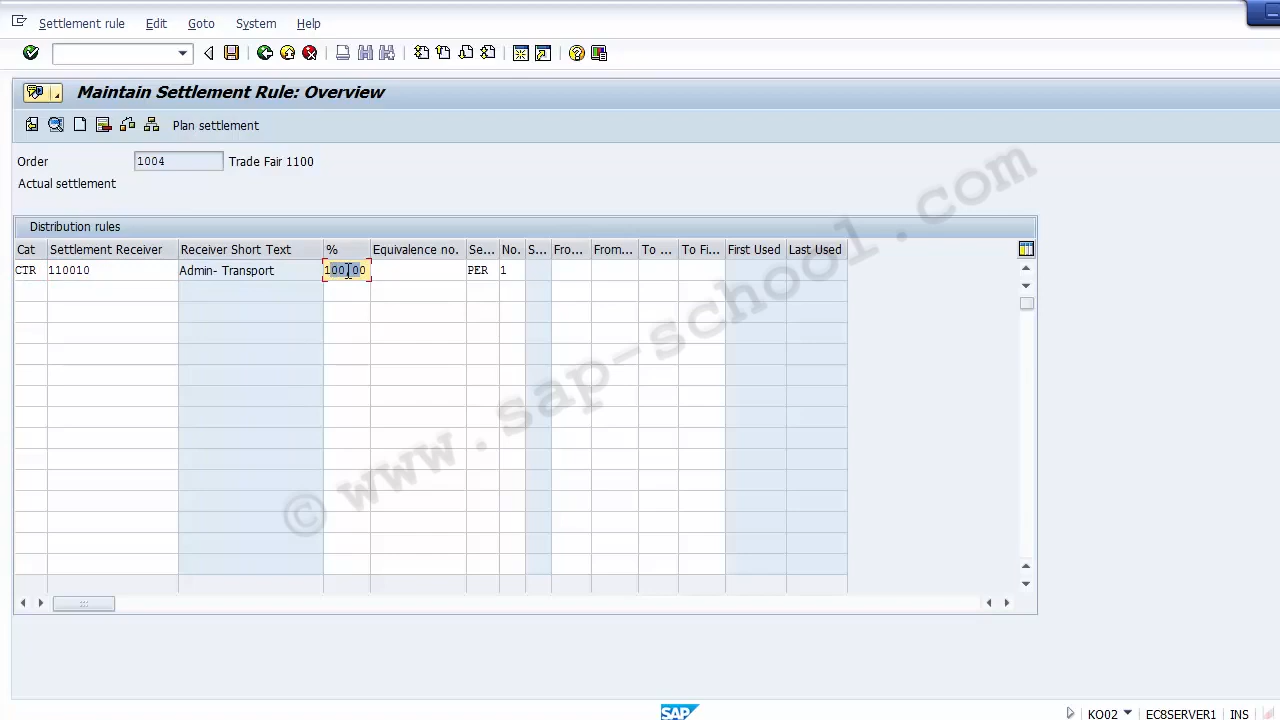 Settlement rule Edit Goto System Help
Maintain Settlement Rule: Overview
Plan settlement
Order 1004 Trade Fair 1100
Actual settlement
Distribution rules
Cat Settlement Receiver Receiver Short Text % Equivalence no. Se... No. S... Fro... From... To ... To Fi... First Used Last Used
CTR 110010 Admin- Transport 100,00 PER 1
© www.sap-school.com
SAP KO02 EC8SERVER1 INS